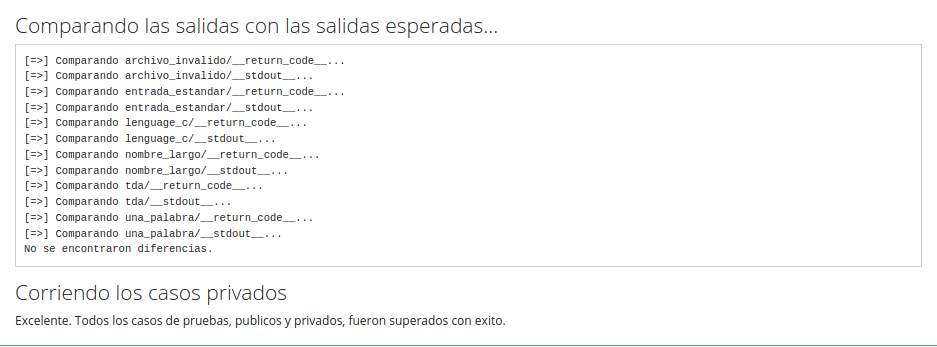 Comparando las salidas con las salidas esperadas...
[=>] Comparando archivo_invalido/__return_code__...
[=>] Comparando archivo_invalido/__stdout__...
[=>] Comparando entrada_estandar/__return_code__...
[=>] Comparando entrada_estandar/__stdout__...
[=>] Comparando lenguage_c/__return_code__...
[=>] Comparando lenguage_c/__stdout__...
[=>] Comparando nombre_largo/__return_code__...
[=>] Comparando nombre_largo/__stdout__...
[=>] Comparando tda/__return_code__...
[=>] Comparando tda/__stdout__...
[=>] Comparando una_palabra/__return_code__...
[=>] Comparando una_palabra/__stdout__...
No se encontraron diferencias.
Corriendo los casos privados
Excelente. Todos los casos de pruebas, publicos y privados, fueron superados con exito.